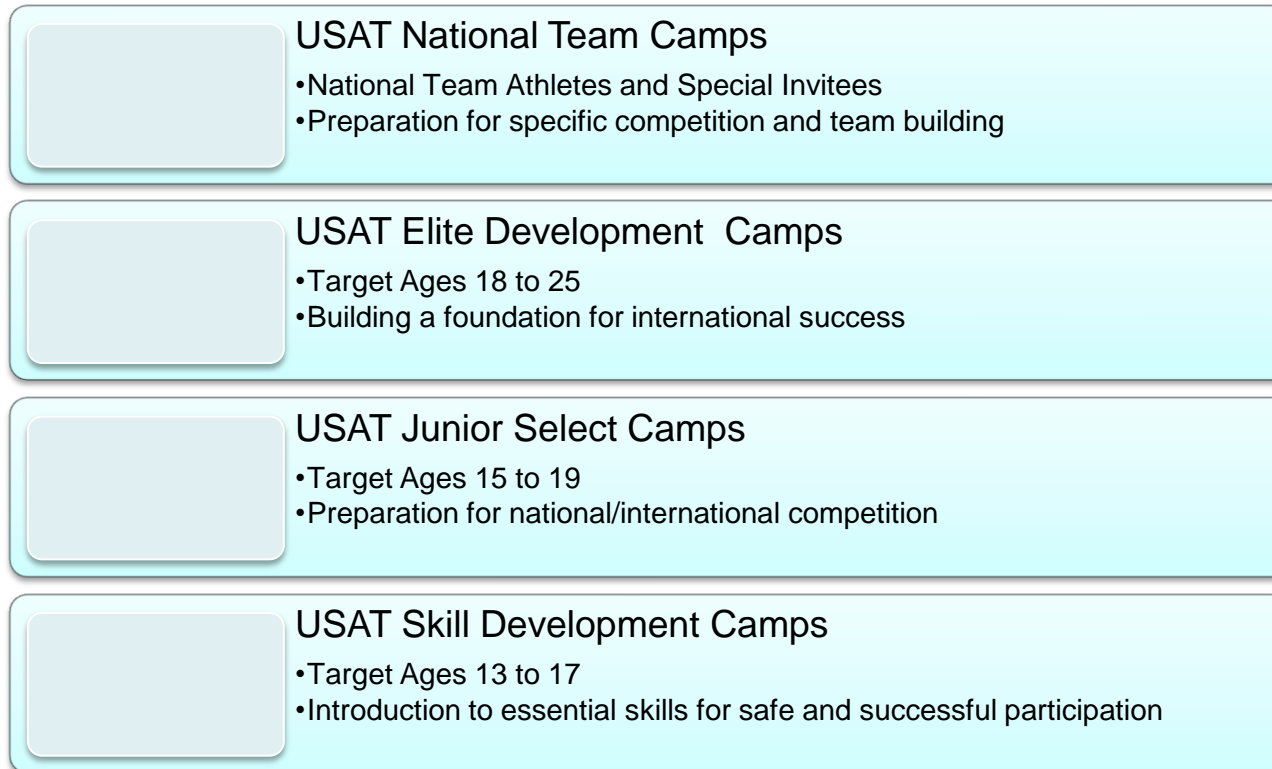 USAT National Team Camps
•National Team Athletes and Special Invitees
•Preparation for specific competition and team building
USAT Elite Development  Camps
•Target Ages 18 to 25
•Building a foundation for international success
USAT Junior Select Camps
•Target Ages 15 to 19
•Preparation for national/international competition
USAT Skill Development Camps
•Target Ages 13 to 17
•Introduction to essential skills for safe and successful participation